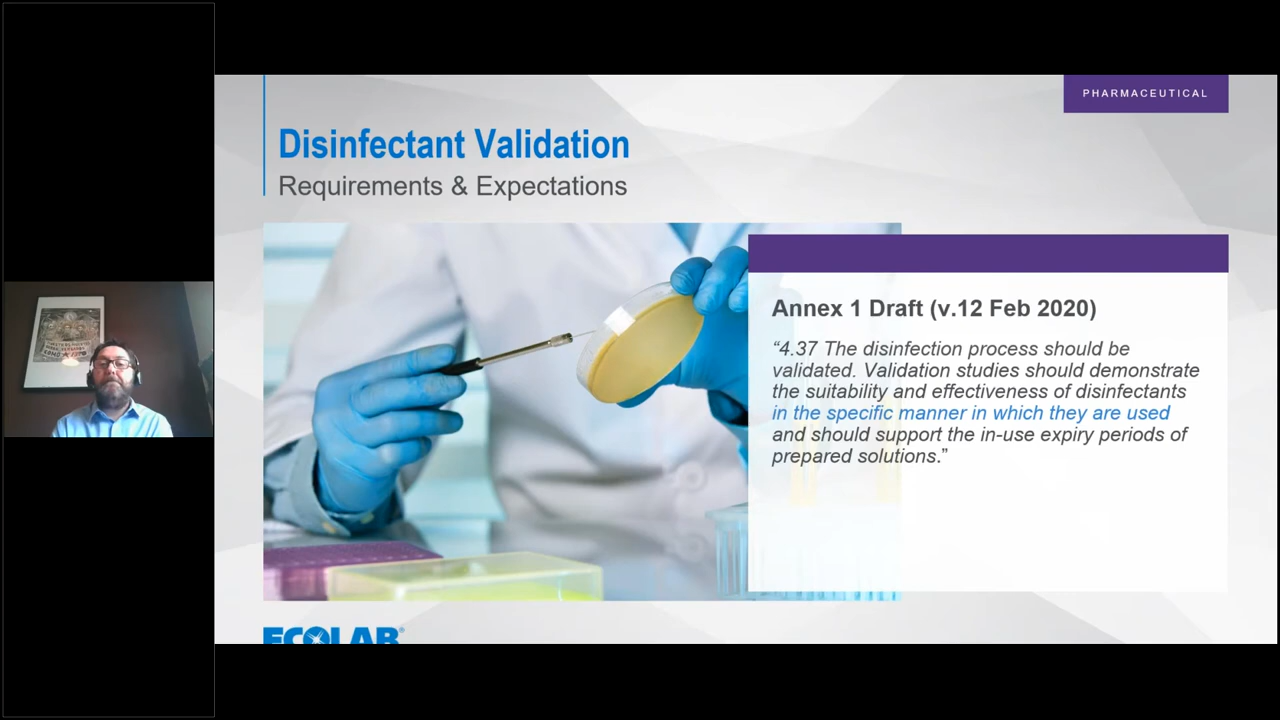 PHARMACEUTICAL
Disinfectant Validation
Requirements & Expectations
Annex 1 Draft (v.12 Feb 2020)
“4.37 The disinfection process should be
validated. Validation studies should demonstrate
the suitability and effectiveness of disinfectants
in the specific manner in which they are used
and should support the in-use expiry periods of
prepared solutions.”
ECOLAB®